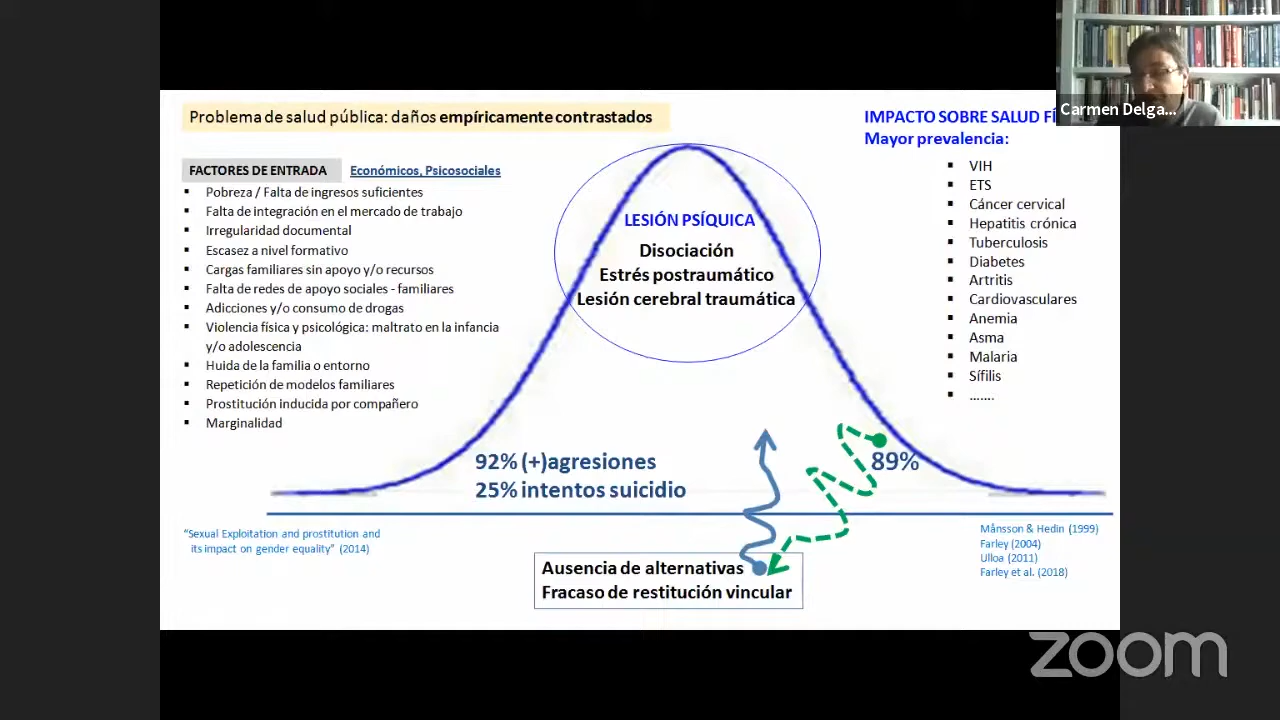 Problema de salud pública: daños empíricamente contrastados
FACTORES DE ENTRADA Económicos, Psicosociales
▪ Pobreza / Falta de ingresos suficientes
▪ Falta de integración en el mercado de trabajo
▪ Irregularidad documental
▪ Escasez a nivel formativo
▪ Cargas familiares sin apoyo y/o recursos
▪ Falta de redes de apoyo sociales - familiares
▪ Adicciones y/o consumo de drogas
▪ Violencia física y psicológica: maltrato en la infancia
y/o adolescencia
▪ Huida de la familia o entorno
▪ Repetición de modelos familiares
▪ Prostitución inducida por compañero
▪ Marginalidad
LESIÓN PSÍQUICA
Disociación
Estrés postraumático
Lesión cerebral traumática
IMPACTO SOBRE SALUD FÍ
Mayor prevalencia:
▪ VIH
▪ ETS
▪ Cáncer cervical
▪ Hepatitis crónica
▪ Tuberculosis
▪ Diabetes
▪ Artritis
▪ Cardiovasculares
▪ Anemia
▪ Asma
▪ Malaria
▪ Sífilis
▪ …….
Carmen Delga...
92% (+)agresiones
25% intentos suicidio
89%
“Sexual Exploitation and prostitution and
its impact on gender equality” (2014)
Ausencia de alternativas
Fracaso de restitución vincular
Månsson & Hedin (1999)
Farley (2004)
Ulloa (2011)
Farley et al. (2018)
zoom